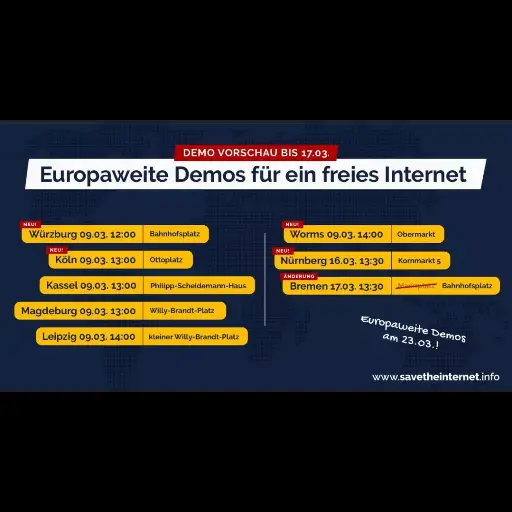 DEMO VORSCHAU BIS 17.03.
Europaweite Demos für ein freies Internet
NEU!
Würzburg 09.03. 12:00 Bahnhofsplatz
NEU!
Köln 09.03. 13:00 Ottoplatz
Kassel 09.03. 13:00 Philipp-Scheidemann-Haus
Magdeburg 09.03. 13:00 Willy-Brandt-Platz
Leipzig 09.03. 14:00 kleiner Willy-Brandt-Platz
NEU!
Worms 09.03. 14:00 Obermarkt
NEU!
Nürnberg 16.03. 13:30 Kornmarkt 5
ÄNDERUNG
Bremen 17.03. 13:30 Bahnhofsplatz
Europaweite Demos
am 23.03.!
www.savetheinternet.info